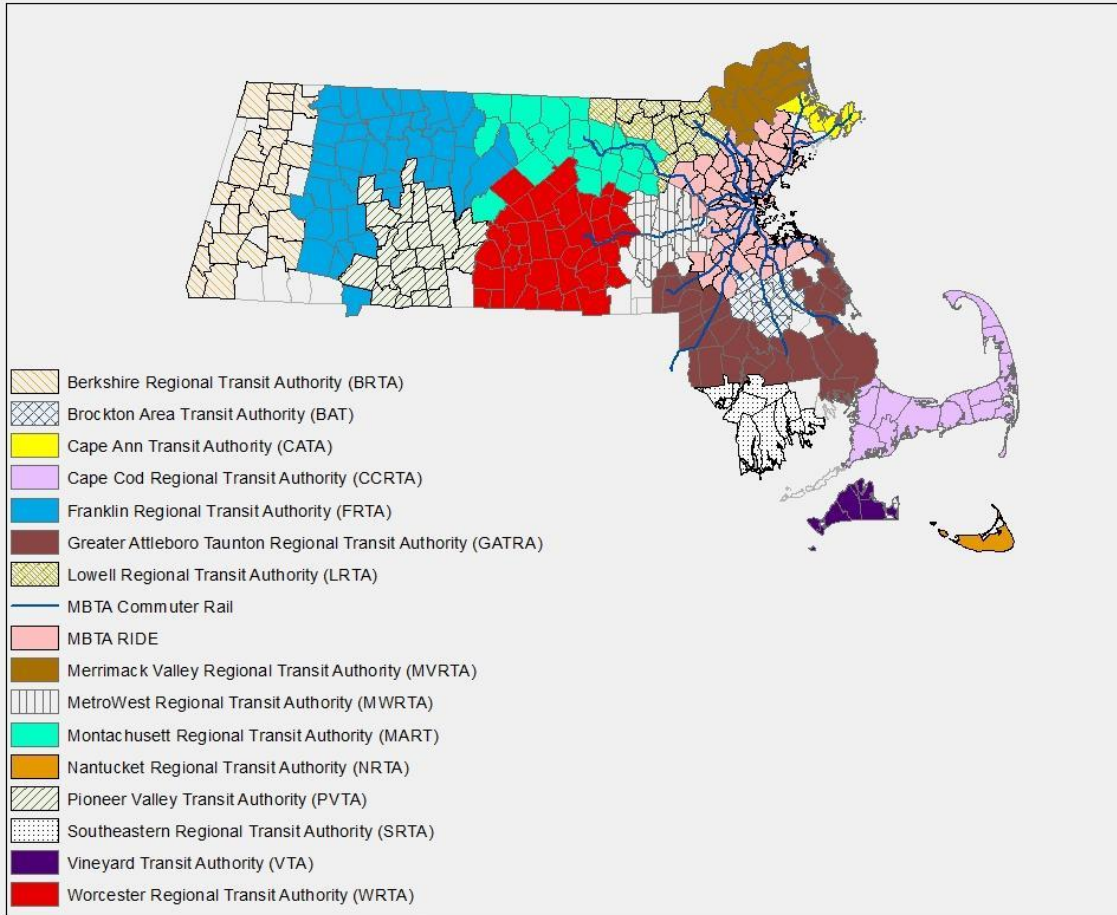 Berkshire Regional Transit Authority (BRTA)
Brockton Area Transit Authority (BAT)
Cape Ann Transit Authority (CATA)
Cape Cod Regional Transit Authority (CCRTA)
Franklin Regional Transit Authority (FRTA)
Greater Attleboro Taunton Regional Transit Authority (GATRA)
Lowell Regional Transit Authority (LRTA)
MBTA Commuter Rail
MBTA RIDE
Merrimack Valley Regional Transit Authority (MVRTA)
MetroWest Regional Transit Authority (MWRTA)
Montachusett Regional Transit Authority (MART)
Nantucket Regional Transit Authority (NRTA)
Pioneer Valley Transit Authority (PVTA)
Southeastern Regional Transit Authority (SRTA)
Vineyard Transit Authority (VTA)
Worcester Regional Transit Authority (WRTA)